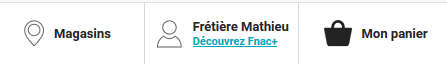 Magasins
Frétière Mathieu
Découvrez Fnac+
Mon panier